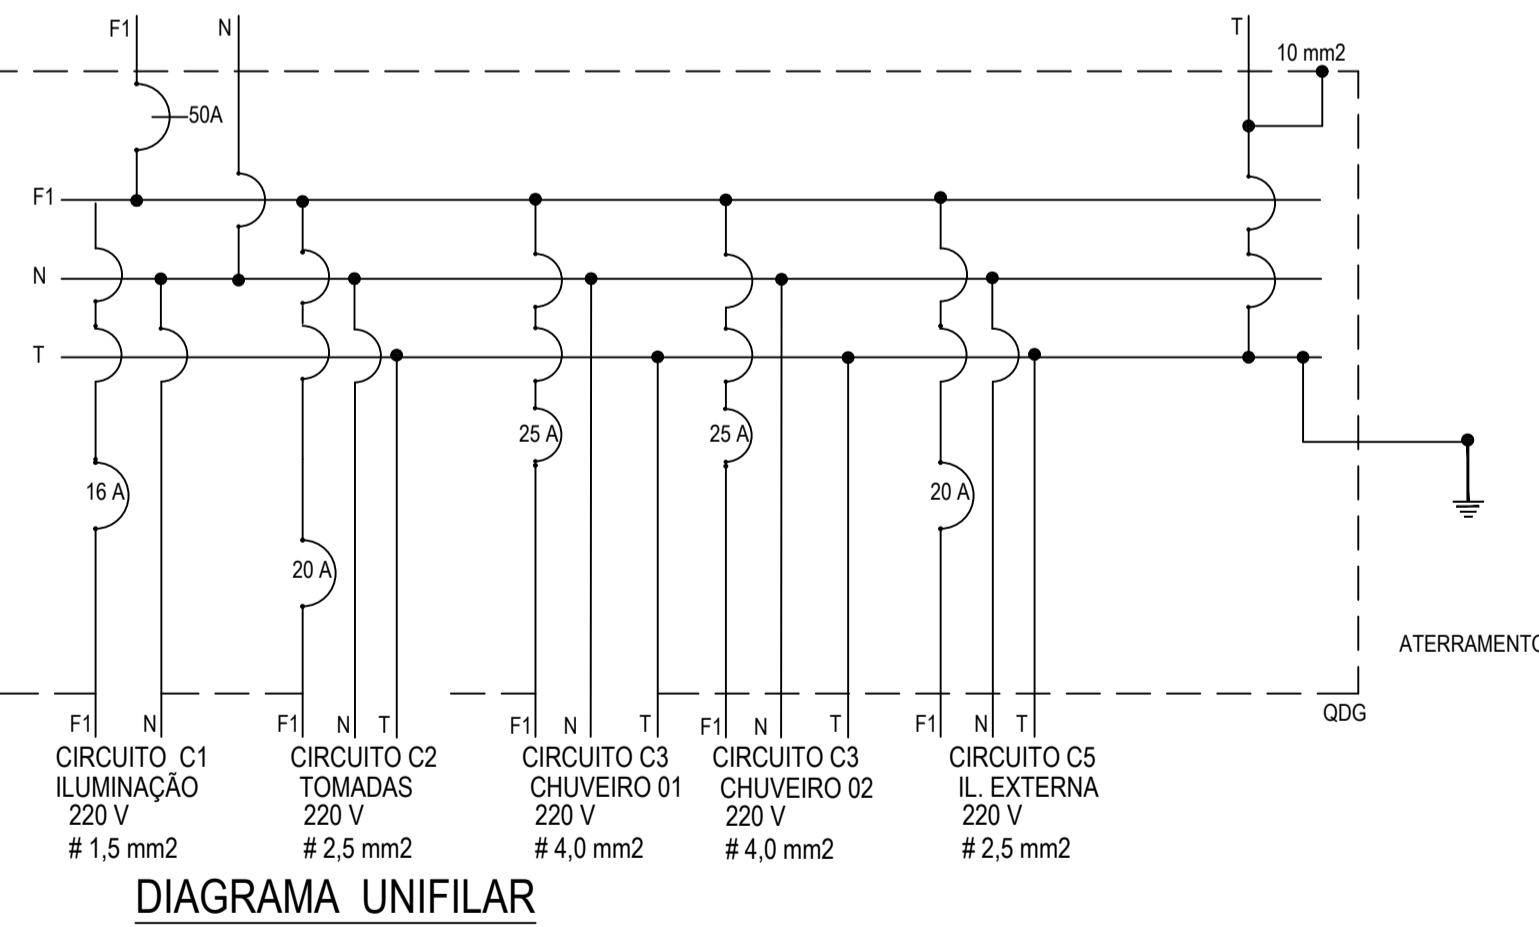 F1
N
T
10 mm2
50A
F1
N
T
25 A
25 A
16 A
20 A
20 A
ATERRAMENTO
QDG
F1
N
F1
N
T
F1
N
T
F1
N
T
F1
N
T
CIRCUITO C1
ILUMINAÇÃO
220 V
# 1,5 mm2
CIRCUITO C2
TOMADAS
220 V
# 2,5 mm2
CIRCUITO C3
CHUVEIRO 01
220 V
# 4,0 mm2
CIRCUITO C3
CHUVEIRO 02
220 V
# 4,0 mm2
CIRCUITO C5
IL. EXTERNA
220 V
# 2,5 mm2
DIAGRAMA UNIFILAR